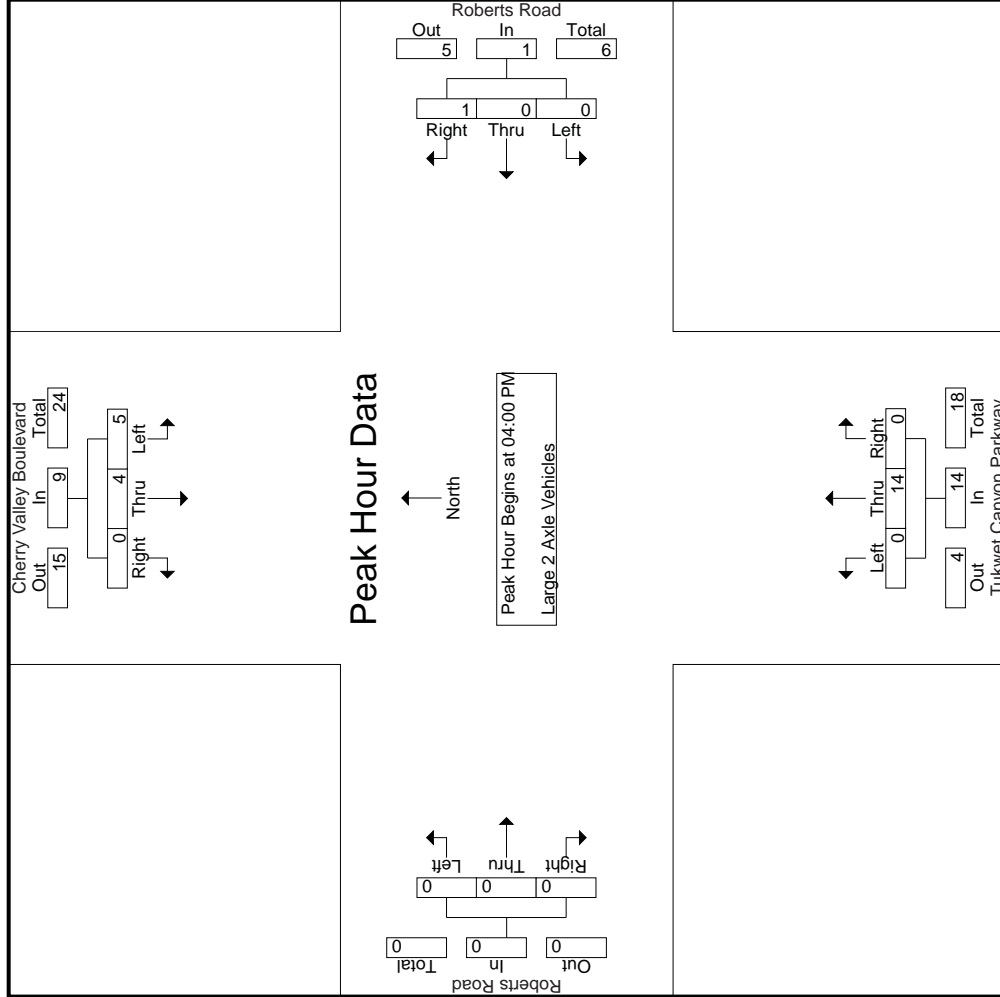 Roberts Road
Out In Total
5 1 6
1 0 0
Right Thru Left
Cherry Valley Boulevard
Out In Total
15 9 24
0 4 5
Right Thru Left
Peak Hour Data
North
Peak Hour Begins at 04:00 PM
Large 2 Axle Vehicles
Left Thru Right
0 14 0
4 14 18
Out In Total
Tukwet Canyon Parkway
Left Thru Right
0 0 0
0 0 0
Total In Out
Roberts Road